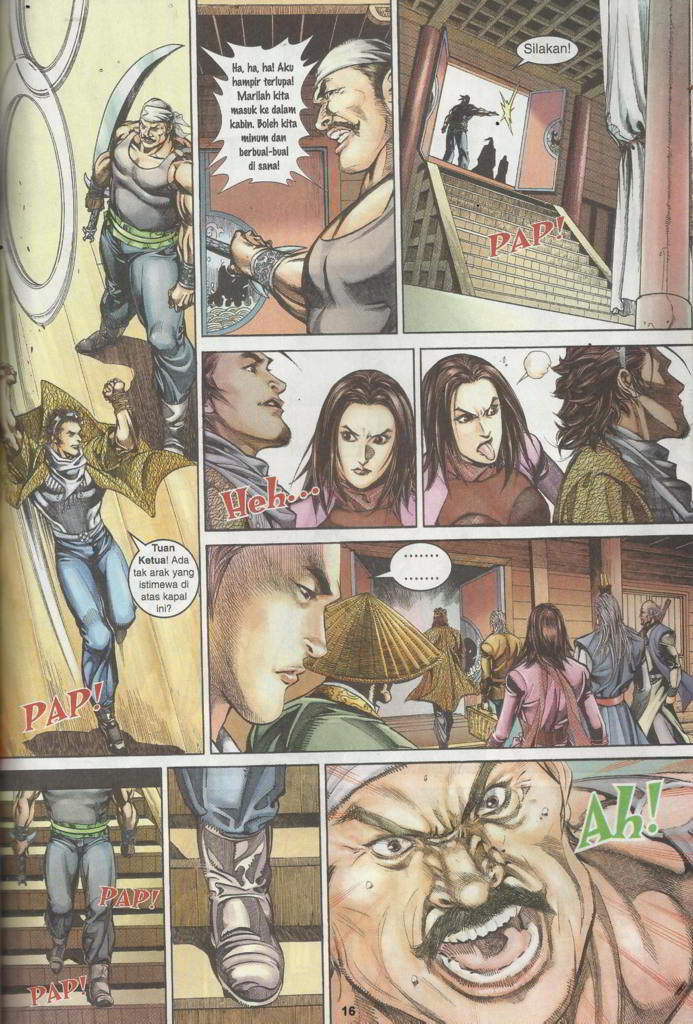 Ha, ha, ha! Aku
hampir terlupa!
Marilah kita
masuk ke dalam
kabin. Boleh kita
minum dan
berbual-bual
di sana!
Silakan!
PAP!
Tuan
Ketua! Ada
tak arak yang
istimewa di
atas kapal
ini?
PAP!
Heh...
.......
.......
PAP!
PAP!
Ah!
16